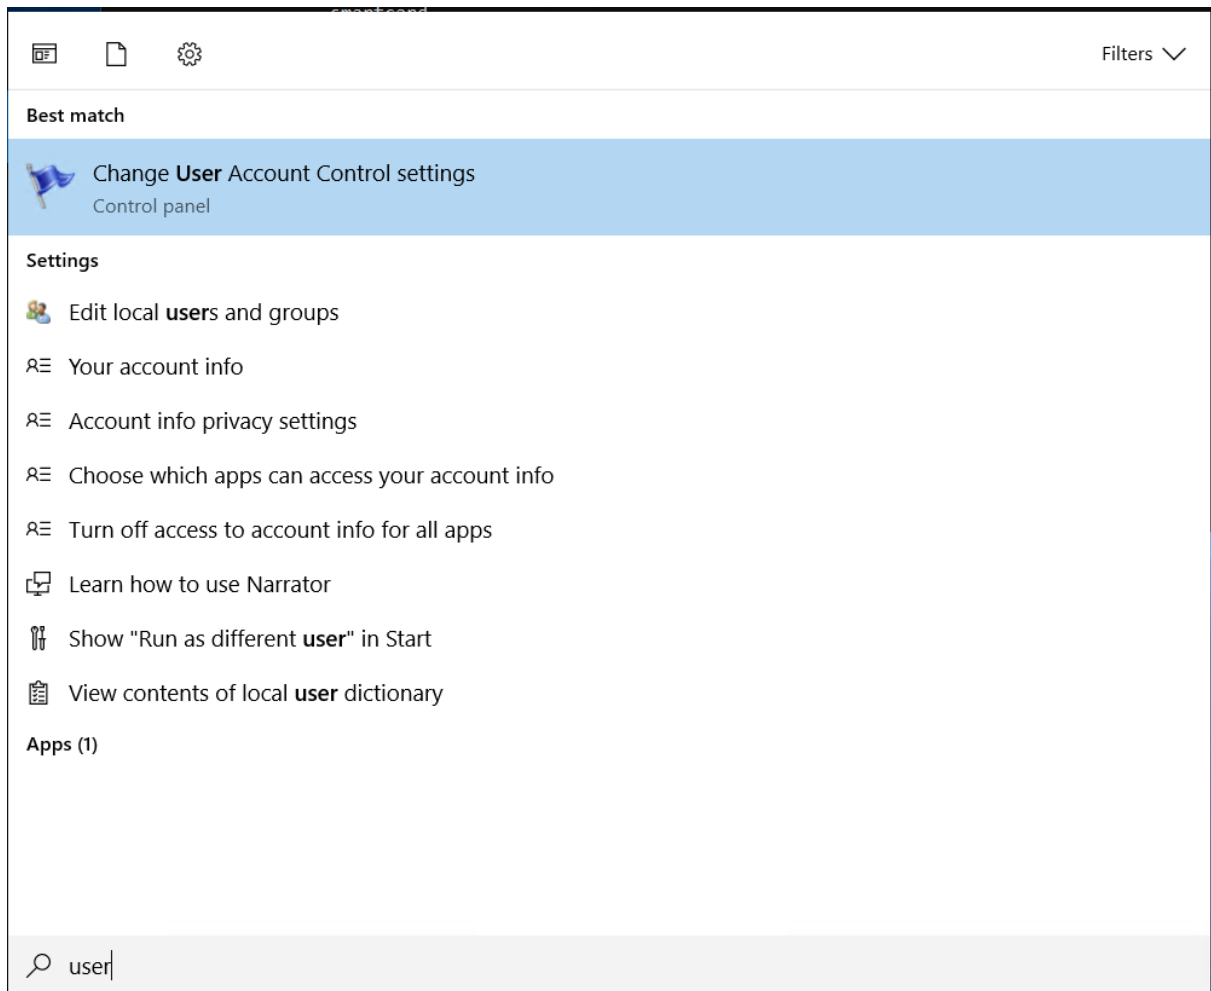 smartcard
Filters
Best match
Change User Account Control settings
Control panel
Settings
Edit local users and groups
Your account info
Account info privacy settings
Choose which apps can access your account info
Turn off access to account info for all apps
Learn how to use Narrator
Show "Run as different user" in Start
View contents of local user dictionary
Apps (1)
user